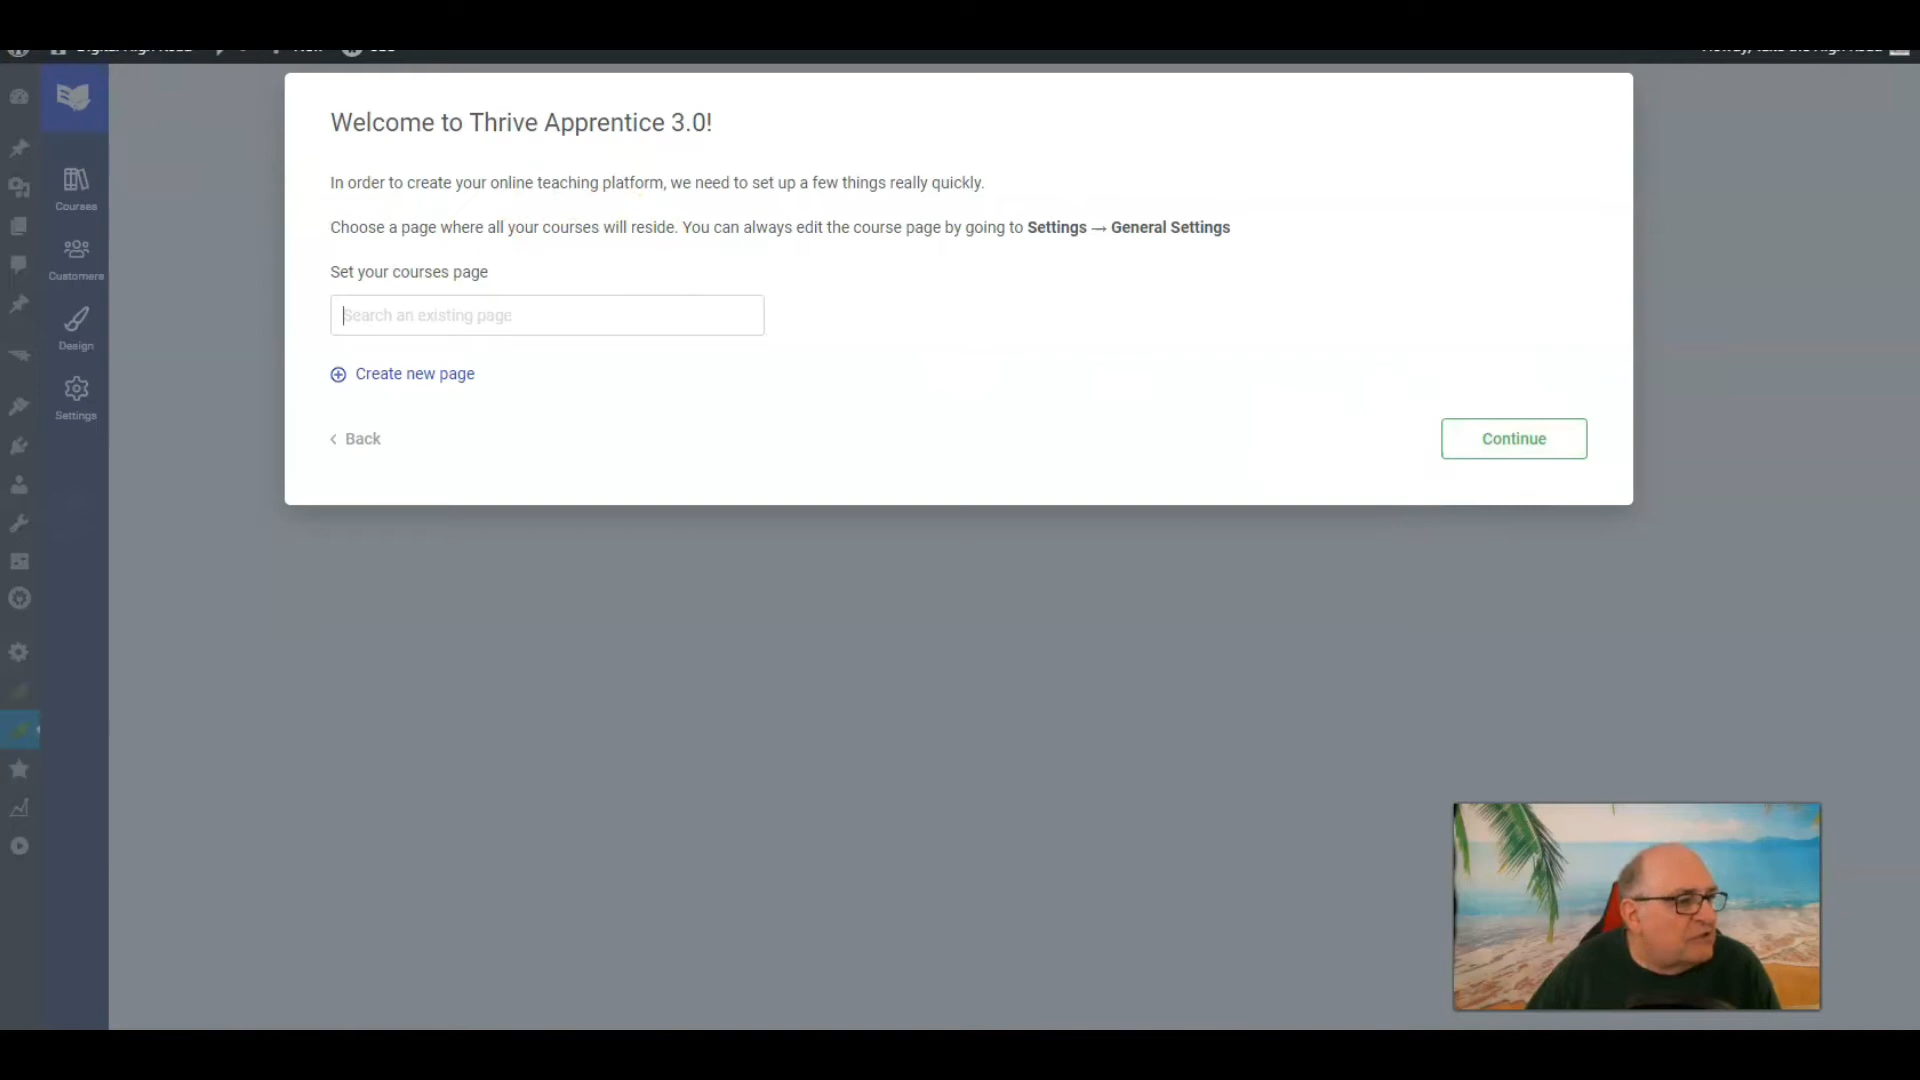 Welcome to Thrive Apprentice 3.0!
In order to create your online teaching platform, we need to set up a few things really quickly.
Choose a page where all your courses will reside. You can always edit the course page by going to Settings → General Settings
Set your courses page
Search an existing page
Create new page
Back
Continue
Courses
Customers
Design
Settings